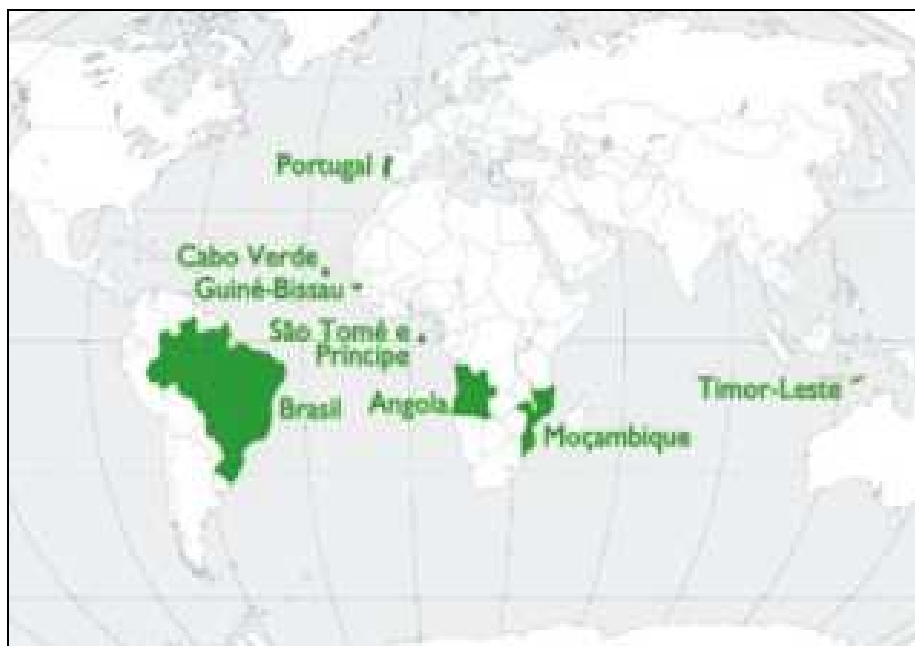 Portugal
Cabo Verde
Guiné-Bissau
São Tomé e
Príncipe
Brasil
Angola
Moçambique
Timor-Leste